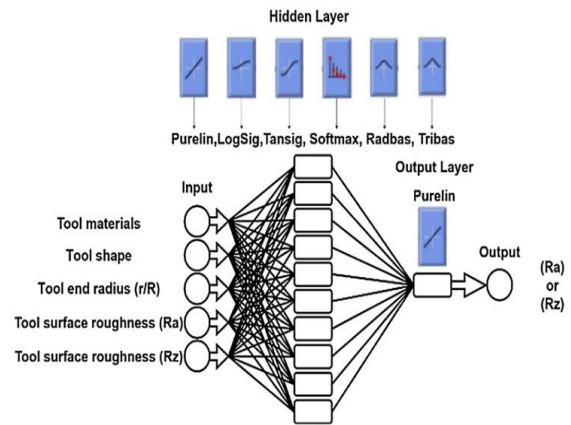 Hidden Layer
Purelin,LogSig,Tansig, Softmax, Radbas, Tribas
Output Layer
Purelin
Input
Tool materials
Tool shape
Tool end radius (r/R)
Tool surface roughness (Ra)
Tool surface roughness (Rz)
Output
(Ra)
or
(Rz)